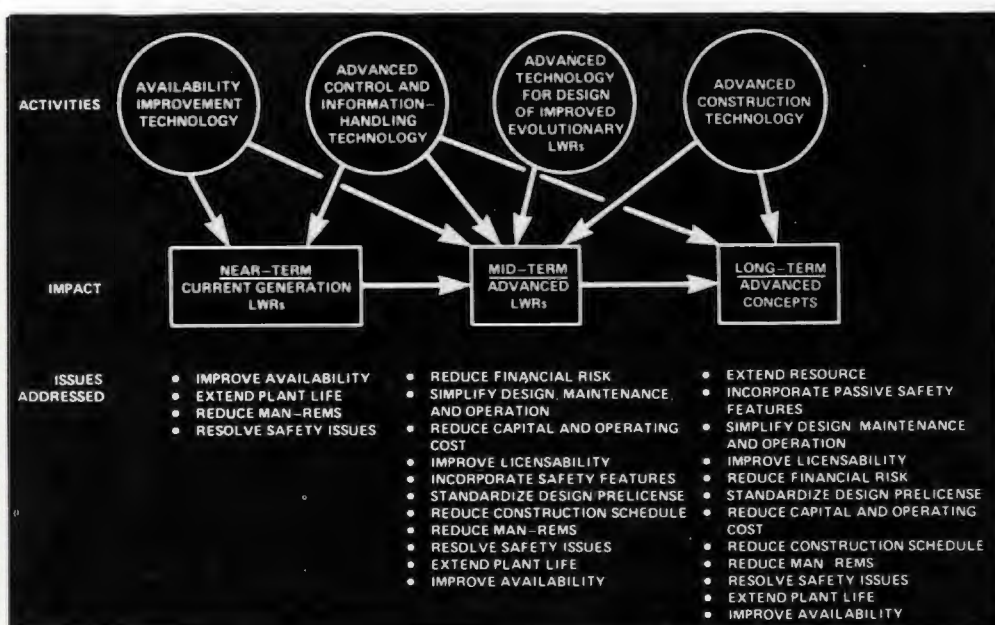 ACTIVITIES
AVAILABILITY
IMPROVEMENT
TECHNOLOGY
ADVANCED
CONTROL AND
INFORMATION–
HANDLING
TECHNOLOGY
ADVANCED
TECHNOLOGY
FOR DESIGN
OF IMPROVED
EVOLUTIONARY
LWRs
ADVANCED
CONSTRUCTION
TECHNOLOGY
IMPACT
NEAR–TERM
CURRENT GENERATION
LWRs
MID–TERM
ADVANCED
LWRs
LONG–TERM
ADVANCED
CONCEPTS
ISSUES
ADDRESSED
• IMPROVE AVAILABILITY
• EXTEND PLANT LIFE
• REDUCE MAN–REMS
• RESOLVE SAFETY ISSUES
• REDUCE FINANCIAL RISK
• SIMPLIFY DESIGN, MAINTENANCE,
AND OPERATION
• REDUCE CAPITAL AND OPERATING
COST
• IMPROVE LICENSABILITY
• INCORPORATE SAFETY FEATURES
• STANDARDIZE DESIGN PRELICENSE
• REDUCE CONSTRUCTION SCHEDULE
• REDUCE MAN–REMS
• RESOLVE SAFETY ISSUES
• EXTEND PLANT LIFE
• IMPROVE AVAILABILITY
• EXTEND RESOURCE
• INCORPORATE PASSIVE SAFETY
FEATURES
• SIMPLIFY DESIGN MAINTENANCE
AND OPERATION
• IMPROVE LICENSABILITY
• REDUCE FINANCIAL RISK
• STANDARDIZE DESIGN PRELICENSE
• REDUCE CAPITAL AND OPERATING
COST
• REDUCE CONSTRUCTION SCHEDULE
• REDUCE MAN REMS
• RESOLVE SAFETY ISSUES
• EXTEND PLANT LIFE
• IMPROVE AVAILABILITY